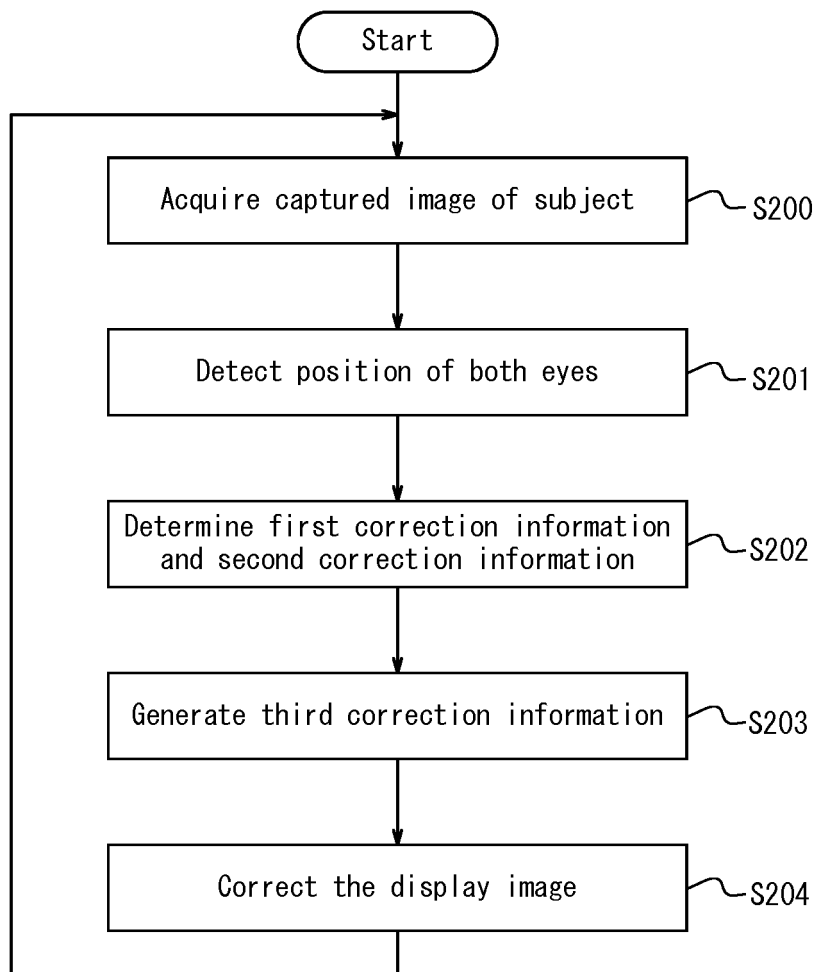 Start
Acquire captured image of subject
S200
Detect position of both eyes
S201
Determine first correction information
and second correction information
S202
Generate third correction information
S203
Correct the display image
S204